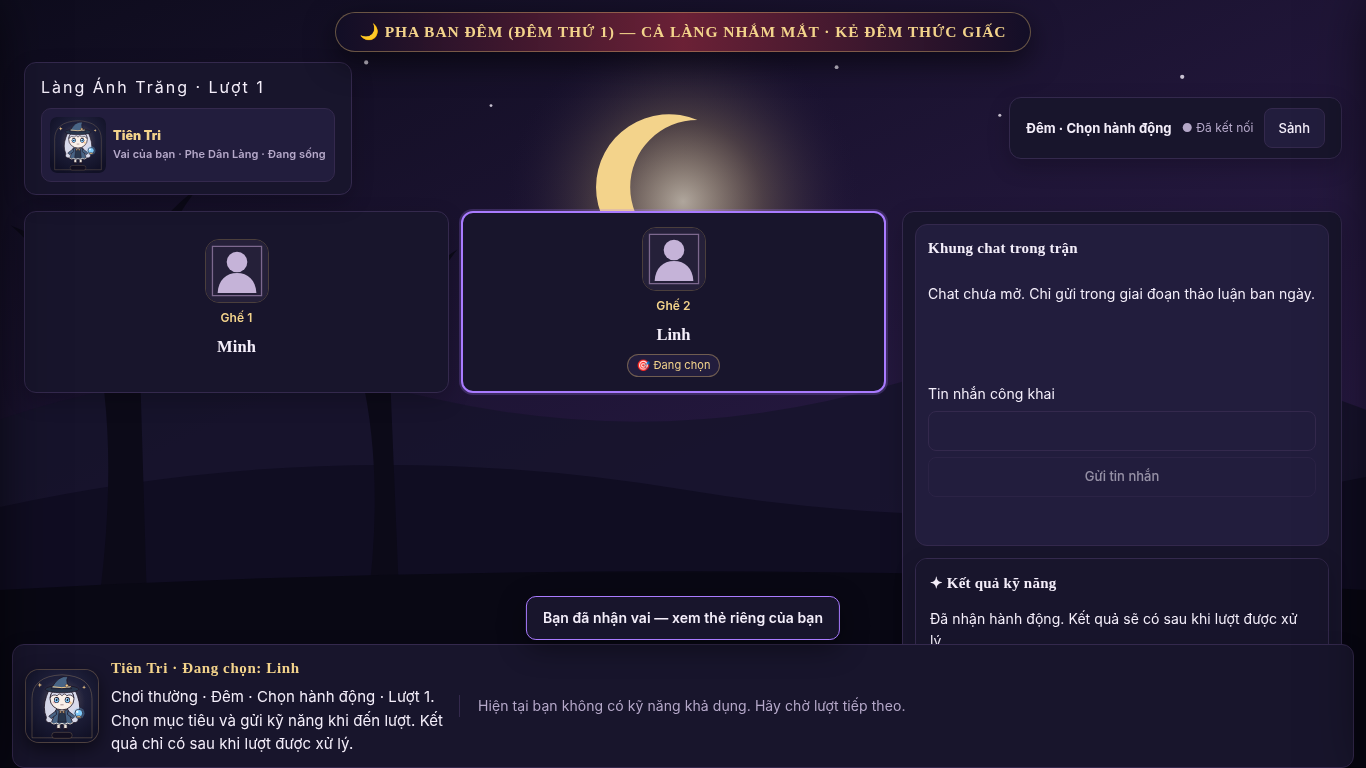 🌙 PHA BAN ĐÊM (ĐÊM THỨ 1) — CẢ LÀNG NHẮM MẮT · KẺ ĐÊM THỨC GIẤC
Làng Ánh Trăng · Lượt 1
Tiên Tri
Vai của bạn · Phe Dân Làng · Đang sống
Đêm · Chọn hành động
Đã kết nối
Sảnh
Ghế 1
Minh
Ghế 2
Linh
🎯 Đang chọn
Khung chat trong trận
Chat chưa mở. Chỉ gửi trong giai đoạn thảo luận ban ngày.
Tin nhắn công khai
Gửi tin nhắn
✦ Kết quả kỹ năng
Đã nhận hành động. Kết quả sẽ có sau khi lượt được xử
lý.
Bạn đã nhận vai — xem thẻ riêng của bạn
Tiên Tri · Đang chọn: Linh
Chơi thường · Đêm · Chọn hành động · Lượt 1.
Chọn mục tiêu và gửi kỹ năng khi đến lượt. Kết
quả chỉ có sau khi lượt được xử lý.
Hiện tại bạn không có kỹ năng khả dụng. Hãy chờ lượt tiếp theo.